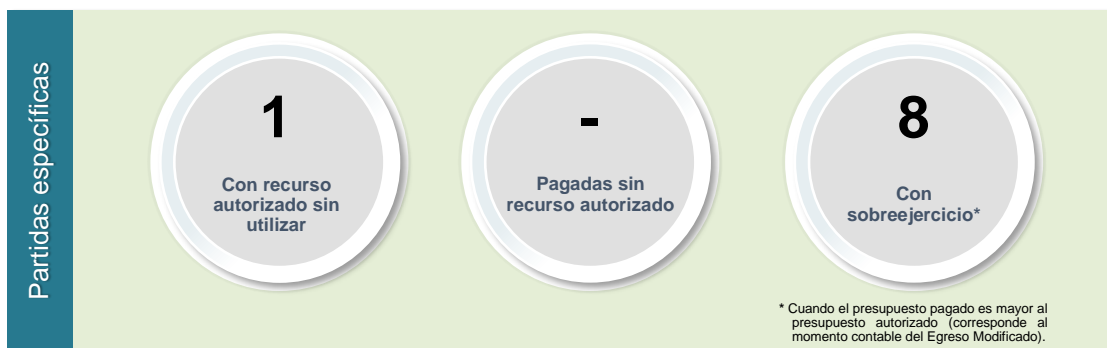 Partidas específicas
1
Con recurso
autorizado sin
utilizar
-
Pagadas sin
recurso autorizado
8
Con
sobreejercicio*
* Cuando el presupuesto pagado es mayor al
presupuesto autorizado (corresponde al
momento contable del Egreso Modificado).